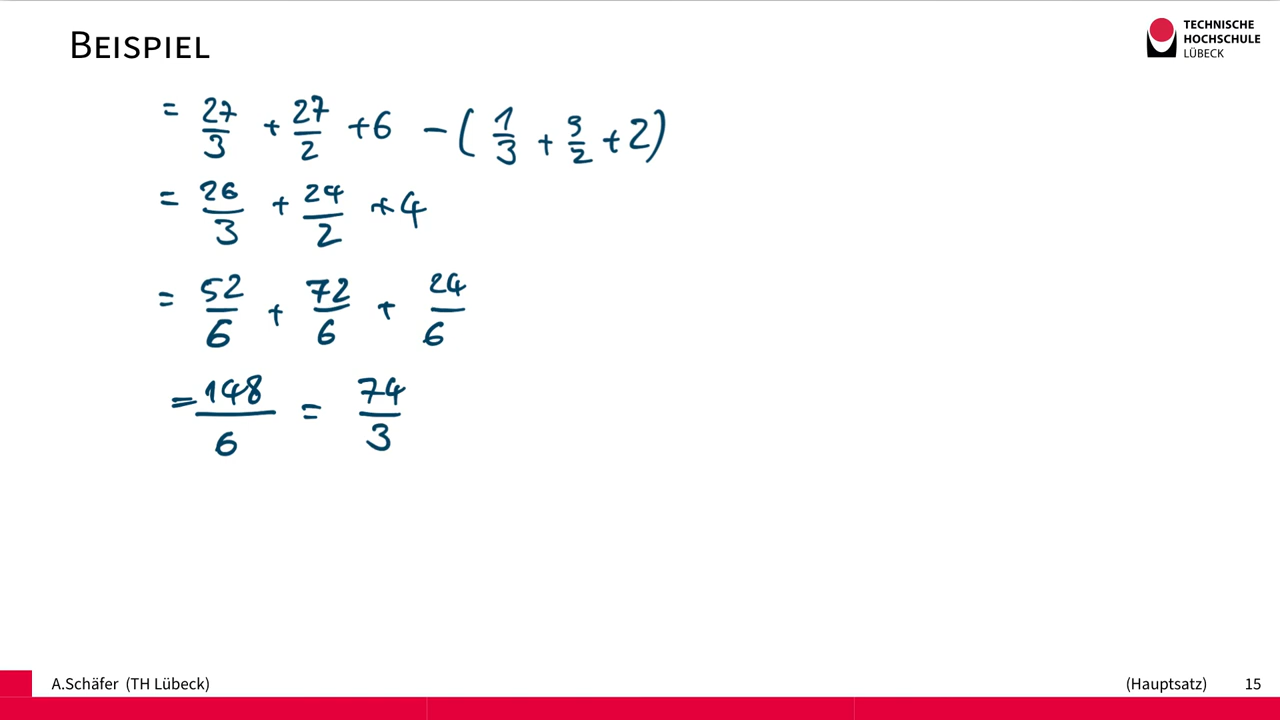 BEISPIEL
TECHNISCHE
HOCHSCHULE
LÜBECK
= 27/3 + 27/2 + 6 - (1/3 + 3/2 + 2)
= 26/3 + 24/2 + 4
= 52/6 + 72/6 + 24/6
= 148/6 = 74/3
A.Schäfer (TH Lübeck) (Hauptsatz) 15